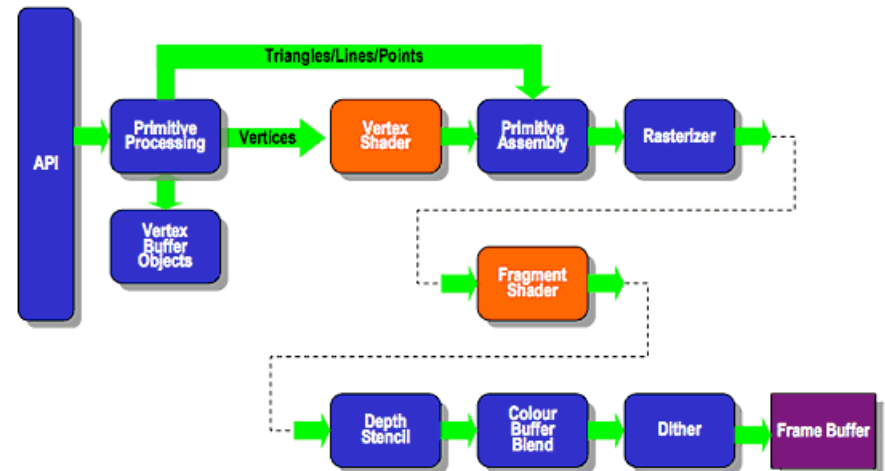 Triangles/Lines/Points
API
Primitive
Processing
Vertices
Vertex
Shader
Primitive
Assembly
Rasterizer
Vertex
Buffer
Objects
Fragment
Shader
Depth
Stencil
Colour
Buffer
Blend
Dither
Frame Buffer